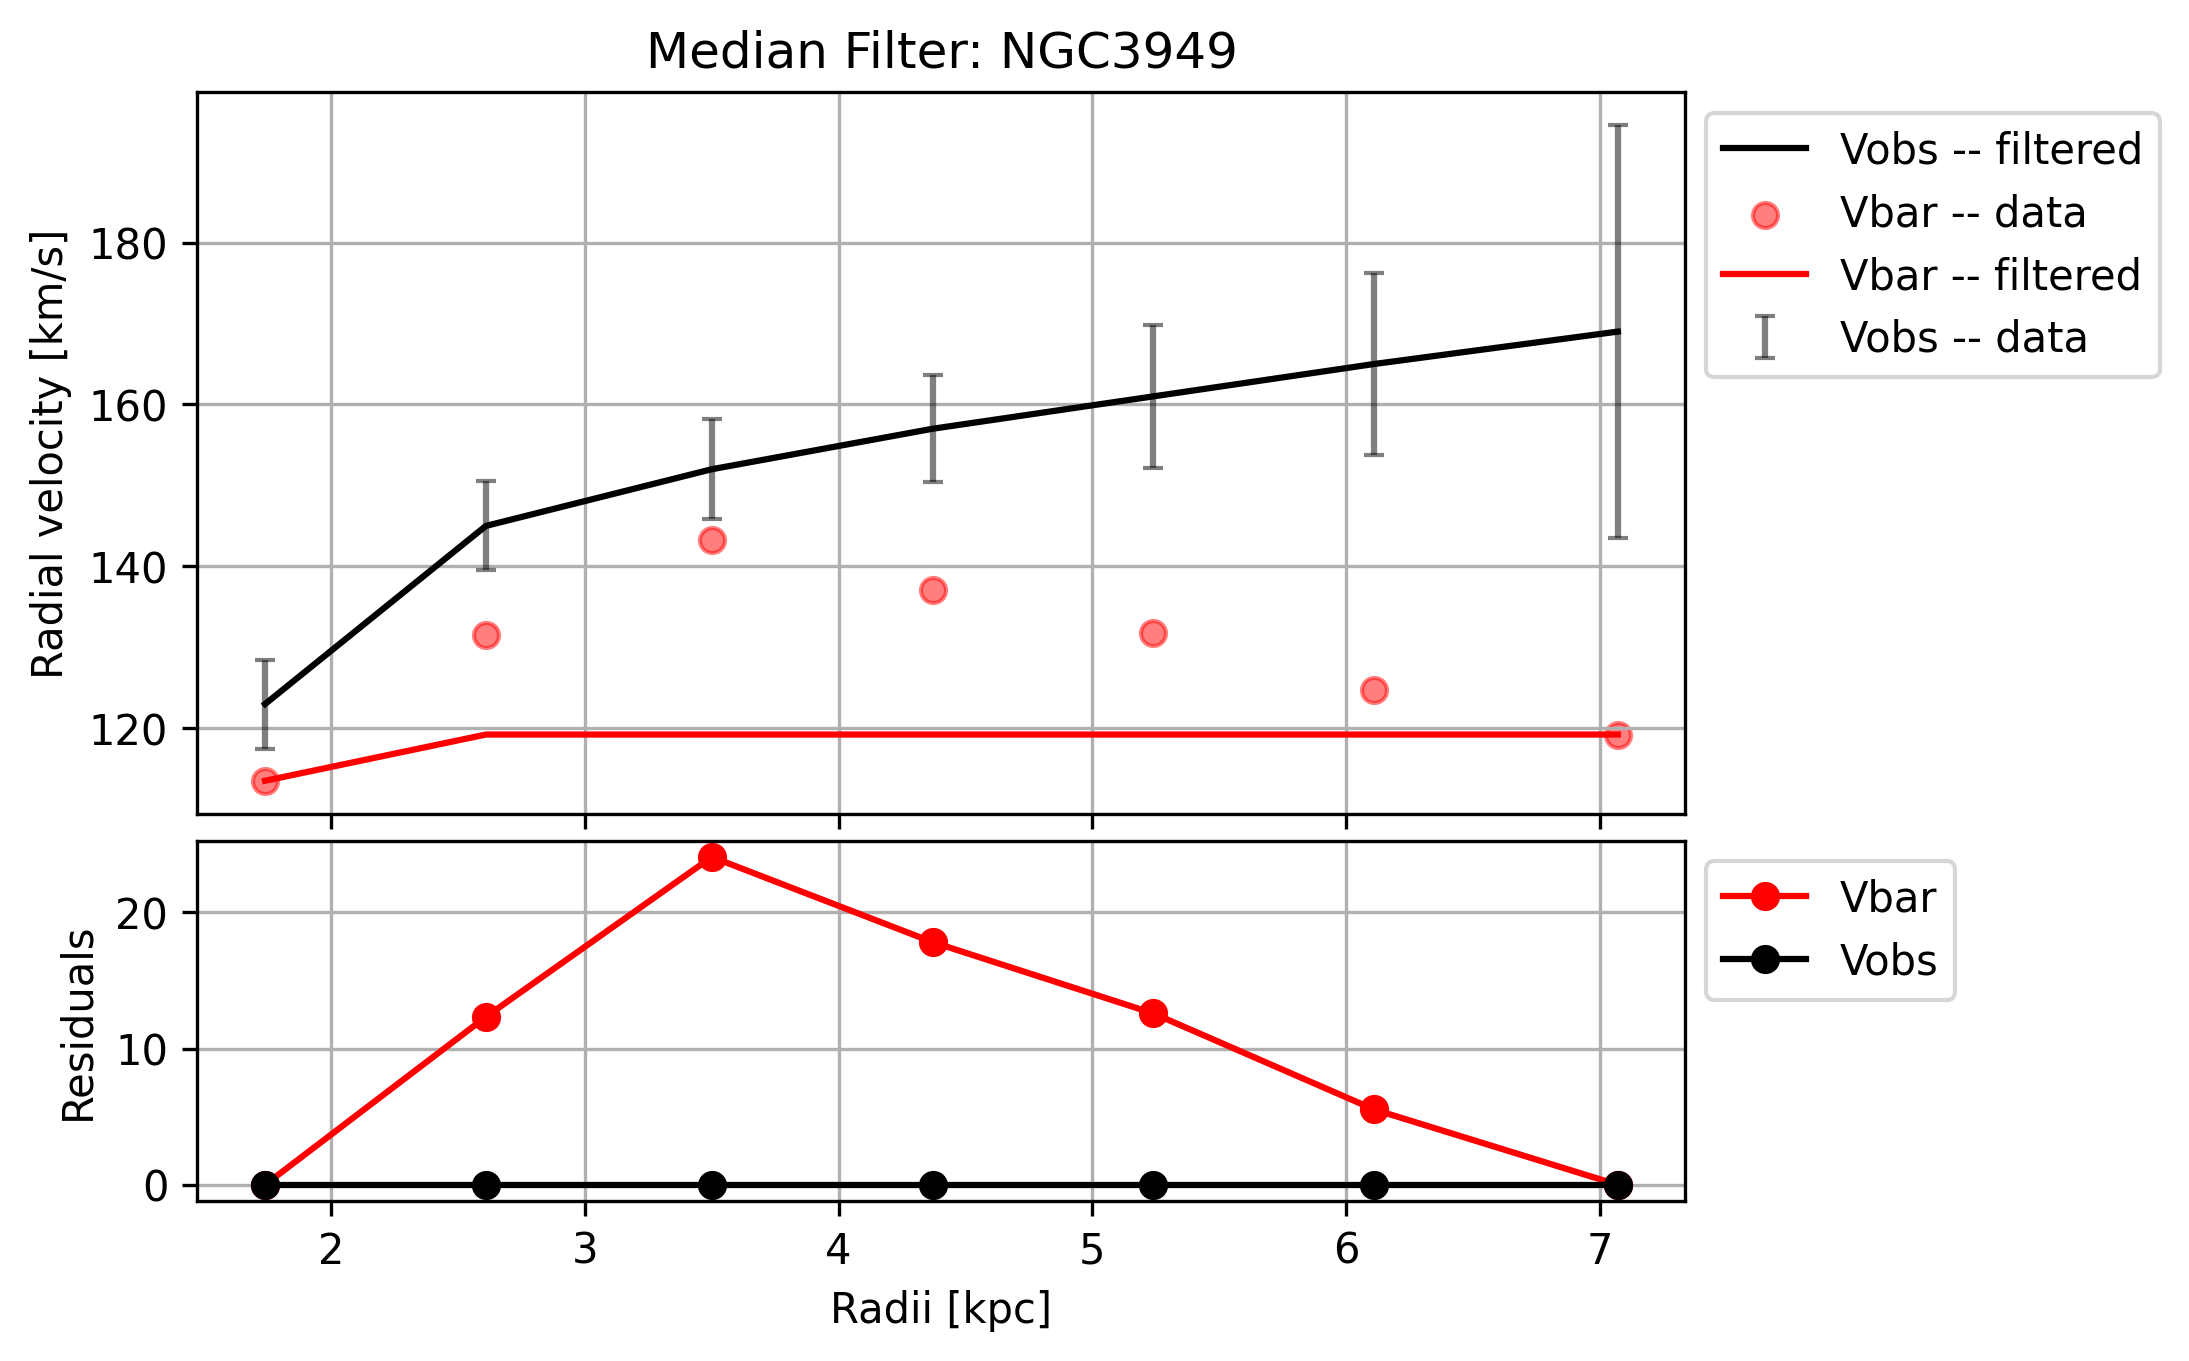 Median Filter: NGC3949
Radial velocity [km/s]
180
160
140
120
Vobs -- filtered
Vbar -- data
Vbar -- filtered
Vobs -- data
Residuals
20
10
0
Vbar
Vobs
2 3 4 5 6 7
Radii [kpc]